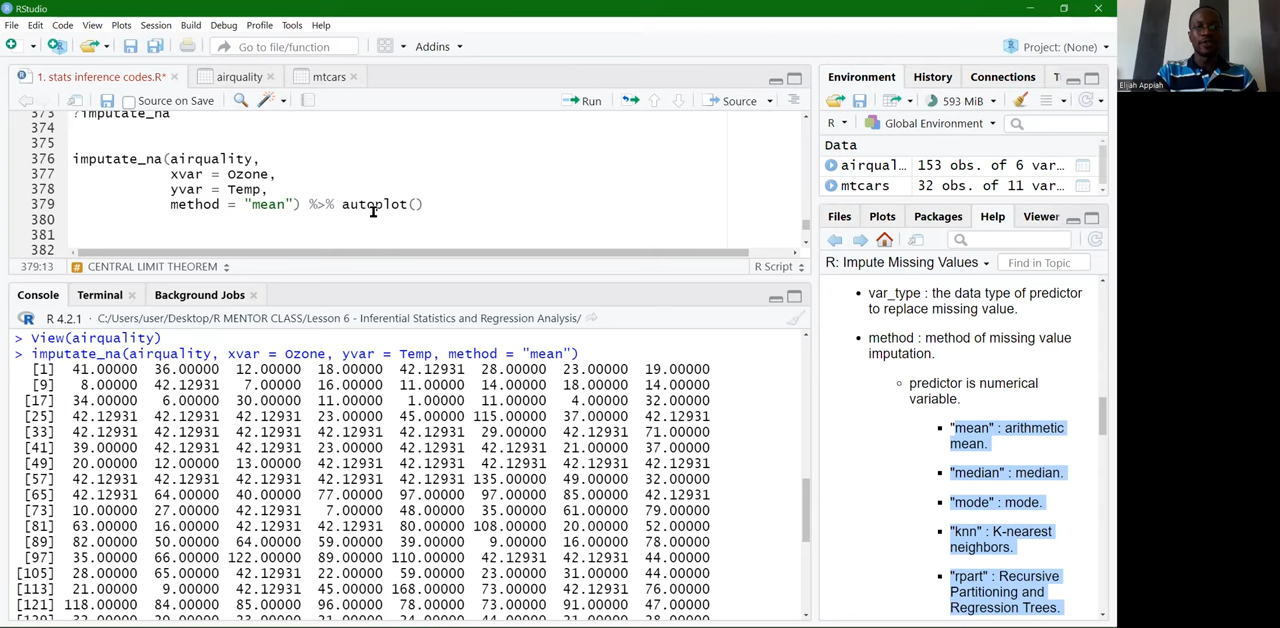 RStudio
File Edit Code View Plots Session Build Debug Profile Tools Help
Go to file/function Addins Project: (None)
1. stats inference codes.R* airquality mtcars
Source on Save Run Source
373 ?imputate_na
374
375
376 imputate_na(airquality,
377 xvar = Ozone,
378 yvar = Temp,
379 method = "mean") %>% autoplot()
380
381
382
379:13 CENTRAL LIMIT THEOREM R Script
Console Terminal Background Jobs
R 4.2.1 · C:/Users/user/Desktop/R MENTOR CLASS/Lesson 6 - Inferential Statistics and Regression Analysis/
> View(airquality)
> imputate_na(airquality, xvar = Ozone, yvar = Temp, method = "mean")
[1] 41.00000 36.00000 12.00000 18.00000 42.12931 28.00000 23.00000 19.00000
[9] 8.00000 42.12931 7.00000 16.00000 11.00000 14.00000 18.00000 14.00000
[17] 34.00000 6.00000 30.00000 11.00000 1.00000 11.00000 4.00000 32.00000
[25] 42.12931 42.12931 42.12931 23.00000 45.00000 115.00000 37.00000 42.12931
[33] 42.12931 42.12931 42.12931 42.12931 42.12931 29.00000 42.12931 71.00000
[41] 39.00000 42.12931 42.12931 23.00000 42.12931 42.12931 21.00000 37.00000
[49] 20.00000 12.00000 13.00000 42.12931 42.12931 42.12931 42.12931 42.12931
[57] 42.12931 42.12931 42.12931 42.12931 42.12931 135.00000 49.00000 32.00000
[65] 42.12931 64.00000 40.00000 77.00000 97.00000 97.00000 85.00000 42.12931
[73] 10.00000 27.00000 42.12931 7.00000 48.00000 35.00000 61.00000 79.00000
[81] 63.00000 16.00000 42.12931 42.12931 80.00000 108.00000 20.00000 52.00000
[89] 82.00000 50.00000 64.00000 59.00000 39.00000 9.00000 16.00000 78.00000
[97] 35.00000 66.00000 122.00000 89.00000 110.00000 42.12931 42.12931 44.00000
[105] 28.00000 65.00000 42.12931 22.00000 59.00000 23.00000 31.00000 44.00000
[113] 21.00000 9.00000 42.12931 45.00000 168.00000 73.00000 42.12931 76.00000
[121] 118.00000 84.00000 85.00000 96.00000 78.00000 73.00000 91.00000 47.00000
Environment History Connections T
593 MiB
R Global Environment
Data
airqual… 153 obs. of 6 var…
mtcars 32 obs. of 11 var…
Files Plots Packages Help Viewer
R: Impute Missing Values Find in Topic
var_type : the data type of predictor
to replace missing value.
method : method of missing value
imputation.
predictor is numerical
variable.
"mean" : arithmetic
mean.
"median" : median.
"mode" : mode.
"knn" : K-nearest
neighbors.
"rpart" : Recursive
Partitioning and
Regression Trees.
Elijah Appiah